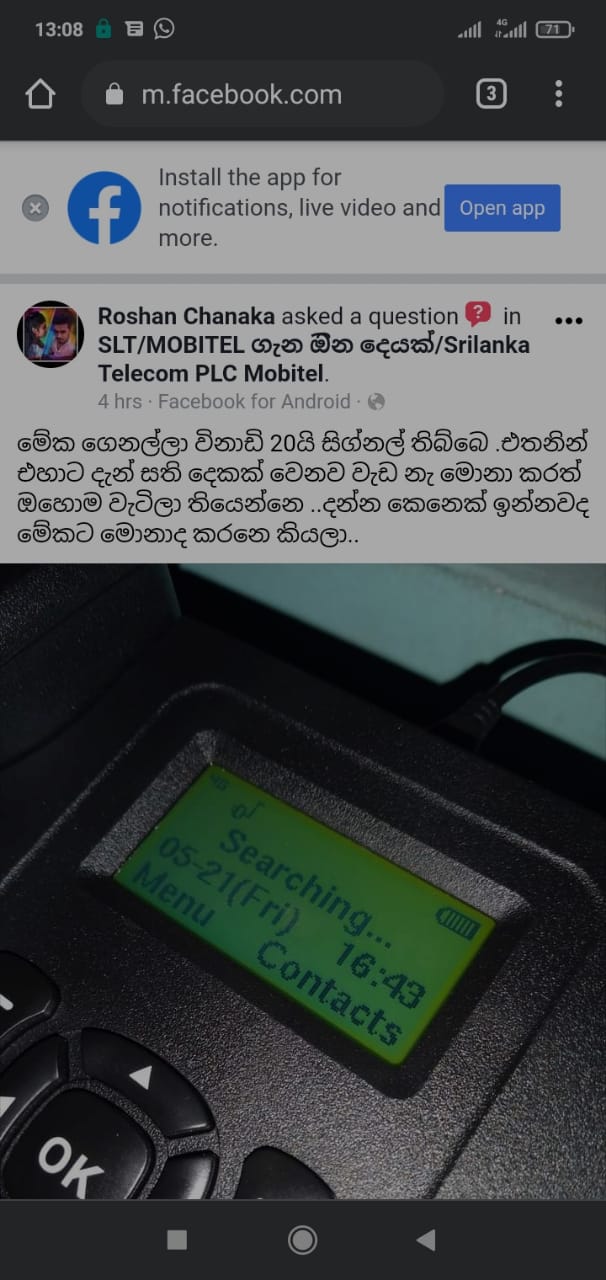 13:08
4G
71
m.facebook.com
3
Install the app for
notifications, live video and
more.
Open app
Roshan Chanaka asked a question ? in
SLT/MOBITEL ගැන ඕන දෙයක්/Srilanka
Telecom PLC Mobitel.
4 hrs · Facebook for Android ·
මේක ගෙනල්ලා විනාඩි 20යි සිග්නල් තිබ්බෙ .එතනින්
එහාට දැන් සති දෙකක් වෙනව වැඩ නැ මොනා කරත්
ඔහොම වැටිලා තියෙන්නෙ ..දන්න කෙනෙක් ඉන්නවද
මේකට මොනාද කරනෙ කියලා..
4G
Searching...
05-21(Fri) 16:43
Menu Contacts
OK